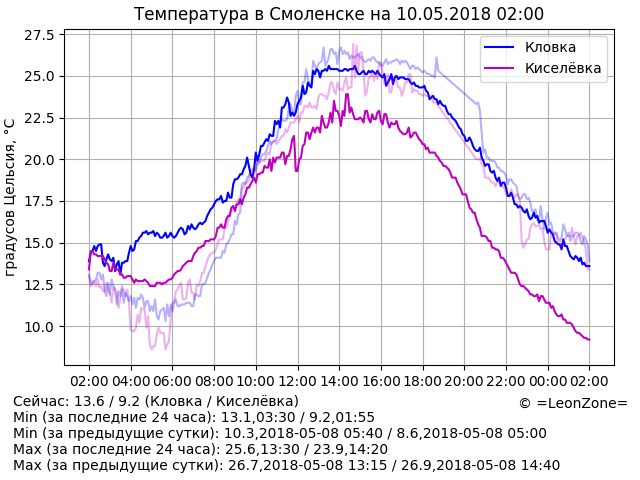 Температура в Смоленске на 10.05.2018 02:00
градусов Цельсия, °C
27.5
25.0
22.5
20.0
17.5
15.0
12.5
10.0
Кловка
Киселёвка
02:00 04:00 06:00 08:00 10:00 12:00 14:00 16:00 18:00 20:00 22:00 00:00 02:00
Сейчас: 13.6 / 9.2 (Кловка / Киселёвка)
© =LeonZone=
Min (за последние 24 часа): 13.1,03:30 / 9.2,01:55
Min (за предыдущие сутки): 10.3,2018-05-08 05:40 / 8.6,2018-05-08 05:00
Max (за последние 24 часа): 25.6,13:30 / 23.9,14:20
Max (за предыдущие сутки): 26.7,2018-05-08 13:15 / 26.9,2018-05-08 14:40